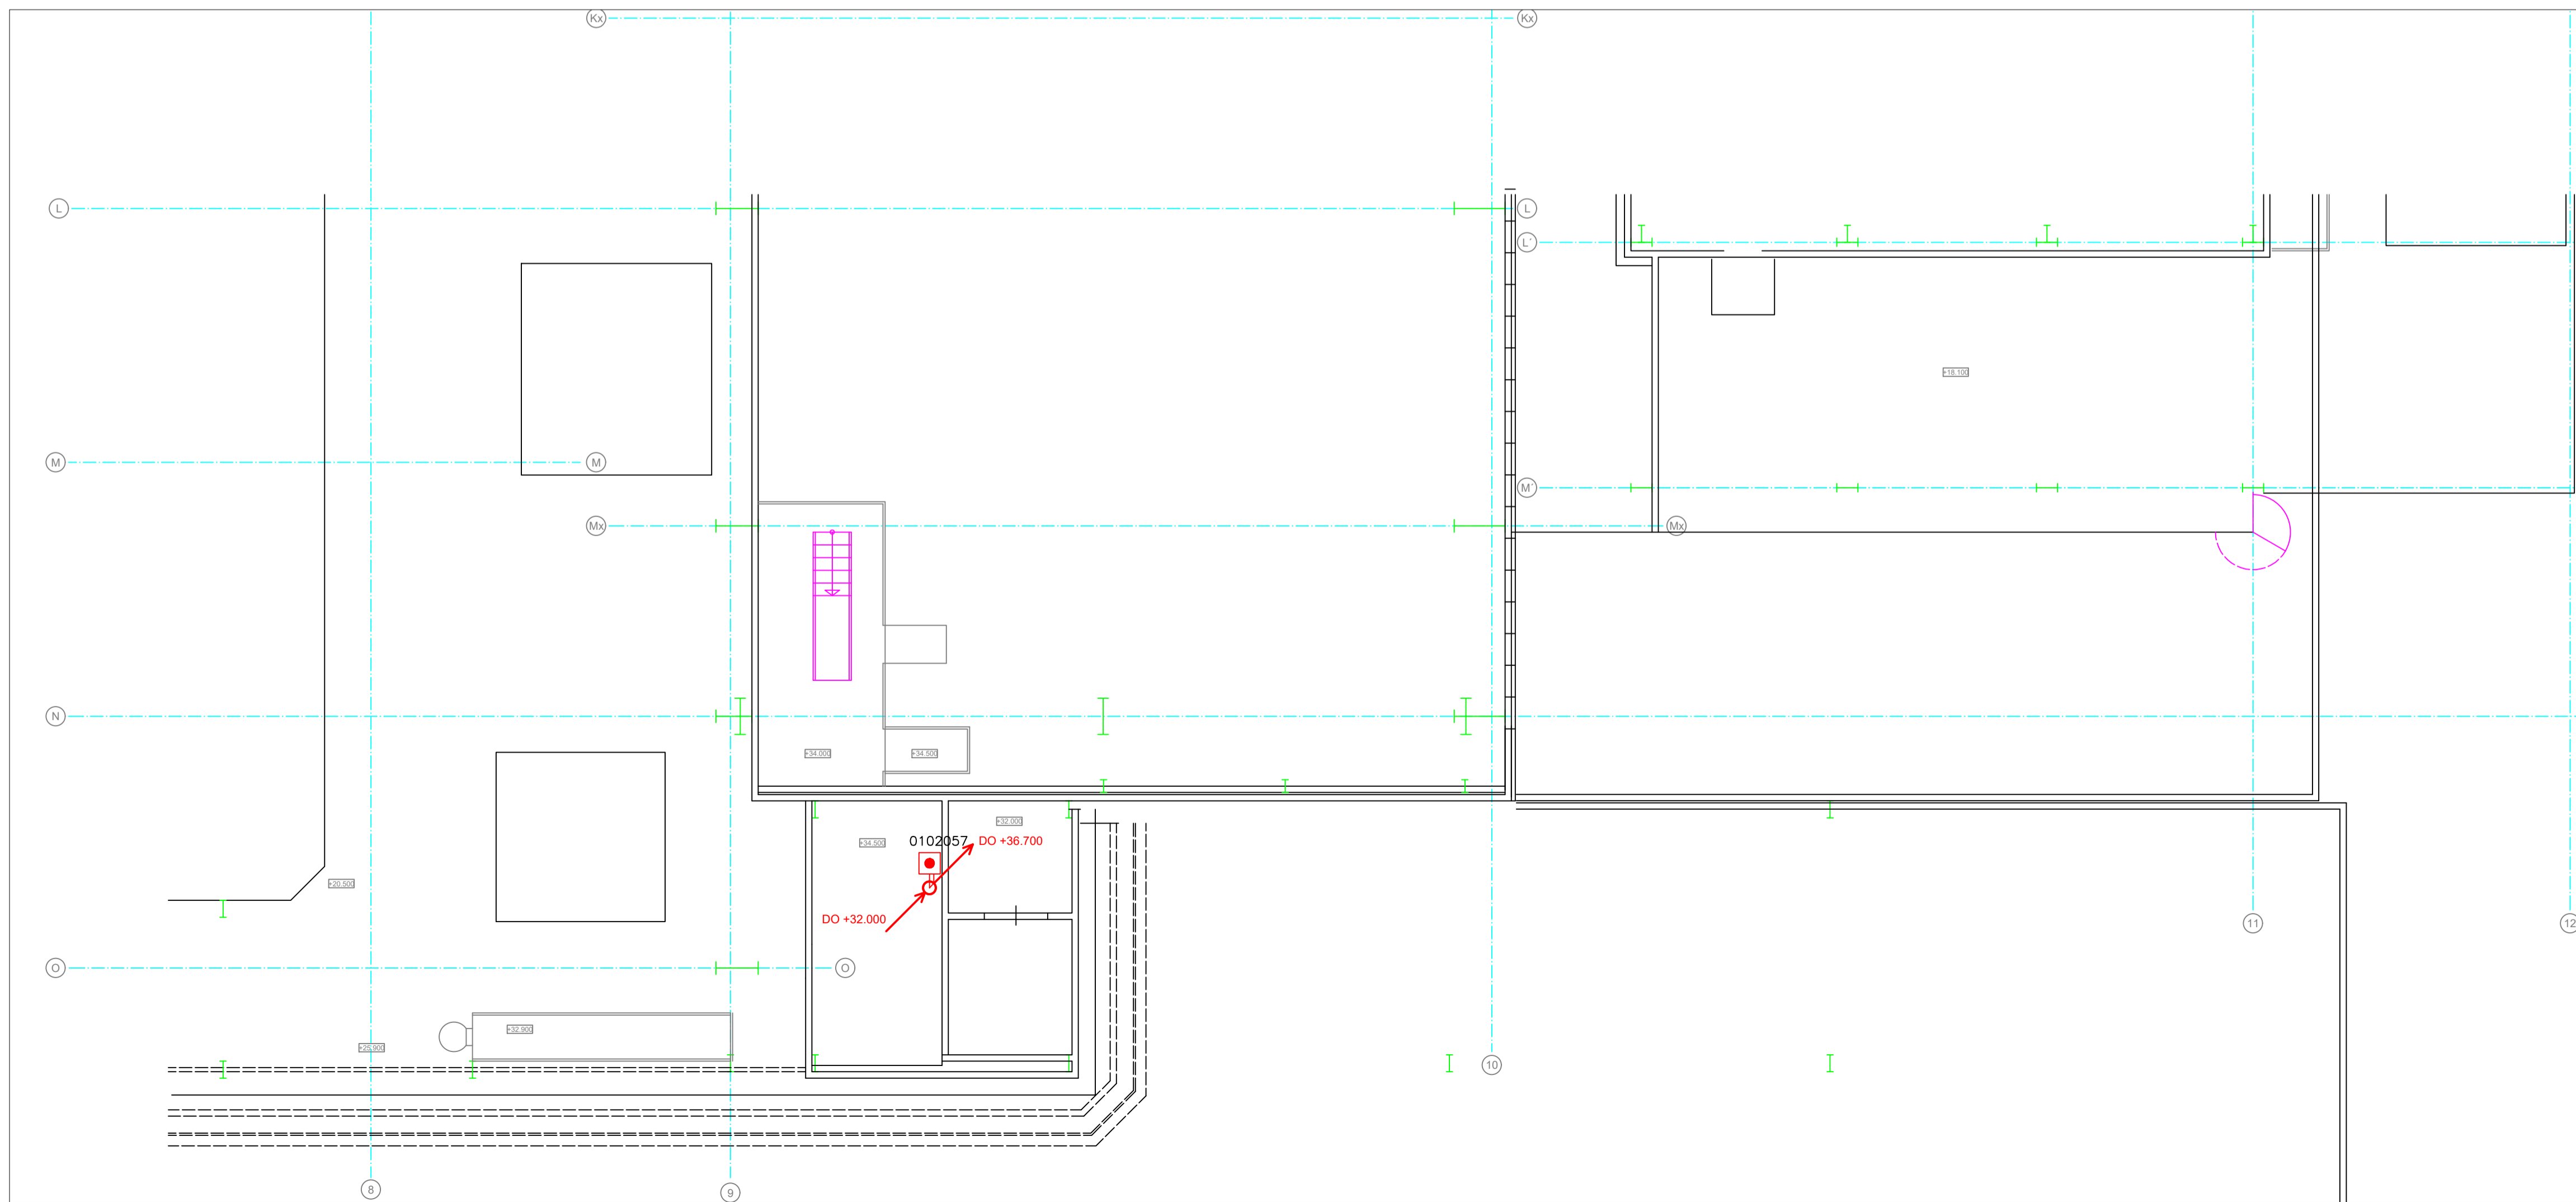 Kx
Kx
L
L
L´
+18.100
M
M
M´
Mx
Mx
N
+34.000
+34.500
+32.000
0102057
DO +36.700
+34.500
+20.500
DO +32.000
11
12
O
O
+32.900
+25.900
10
8
9